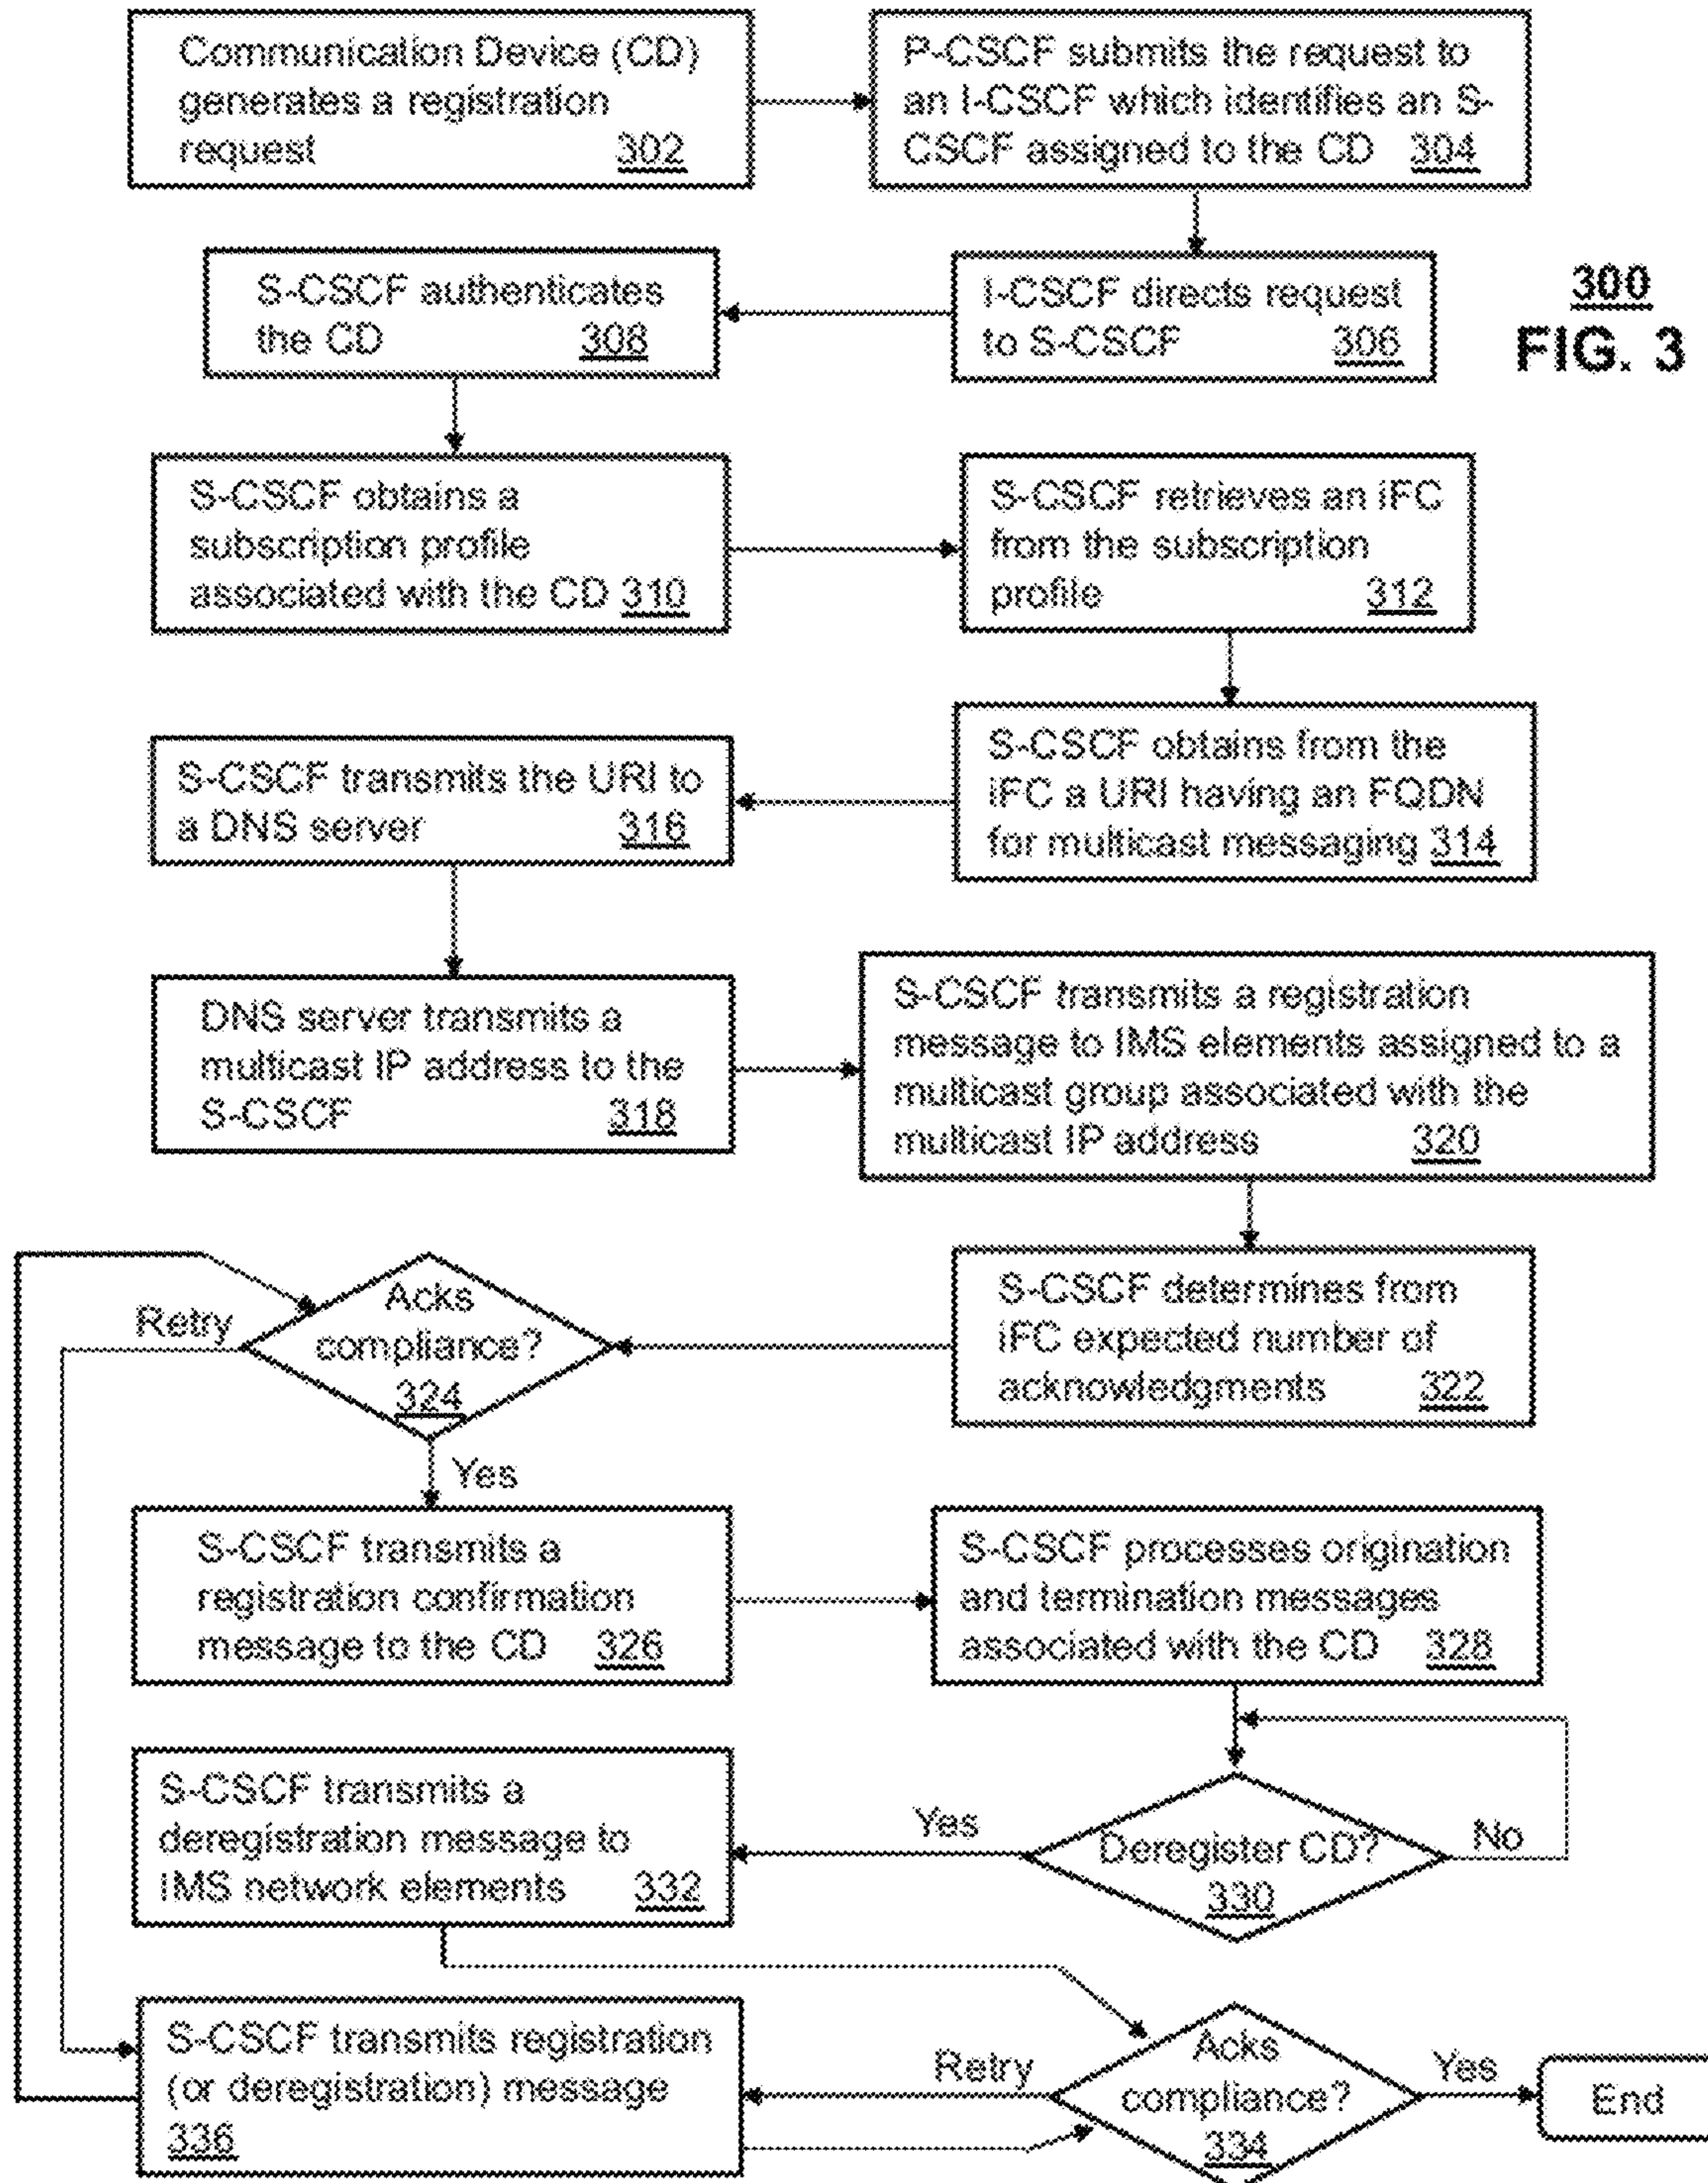 Communication Device (CD)
generates a registration
request 302
P-CSCF submits the request to
an I-CSCF which identifies an S-
CSCF assigned to the CD 304
300
FIG. 3
I-CSCF directs request
to S-CSCF 306
S-CSCF authenticates
the CD 308
S-CSCF obtains a
subscription profile
associated with the CD 310
S-CSCF retrieves an iFC
from the subscription
profile 312
S-CSCF obtains from the
iFC a URI having an FQDN
for multicast messaging 314
S-CSCF transmits the URI to
a DNS server 316
DNS server transmits a
multicast IP address to the
S-CSCF 318
S-CSCF transmits a registration
message to IMS elements assigned to a
multicast group associated with the
multicast IP address 320
S-CSCF determines from
iFC expected number of
acknowledgments 322
Acks
compliance?
324
Retry
Yes
S-CSCF transmits a
registration confirmation
message to the CD 326
S-CSCF processes origination
and termination messages
associated with the CD 328
Deregister CD?
330
No
Yes
S-CSCF transmits a
deregistration message to
IMS network elements 332
Acks
compliance?
334
Retry
Yes
End
S-CSCF transmits registration
(or deregistration) message
336